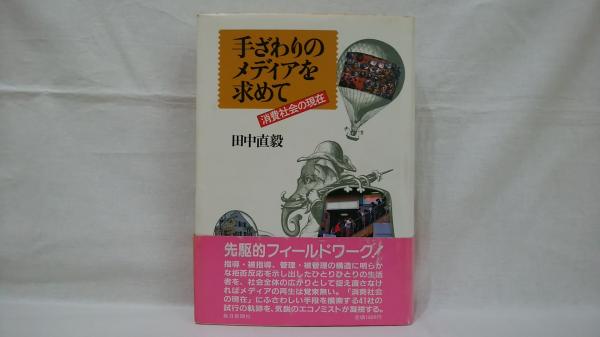 手ざわりの
メディアを
求めて
消費社会の現在
田中直毅
先駆的フィールドワーク!
指導・被指導、管理・被管理の構造に明らか
な拒否反応を示し出したひとりひとりの生活
者を、社会全体の広がりとして捉え直さなけ
ればメディアの再生は覚束無い。「消費社会
の現在」にふさわしい手段を模索する41社の
試行の軌跡を、気鋭のエコノミストが凝視する。
毎日新聞社